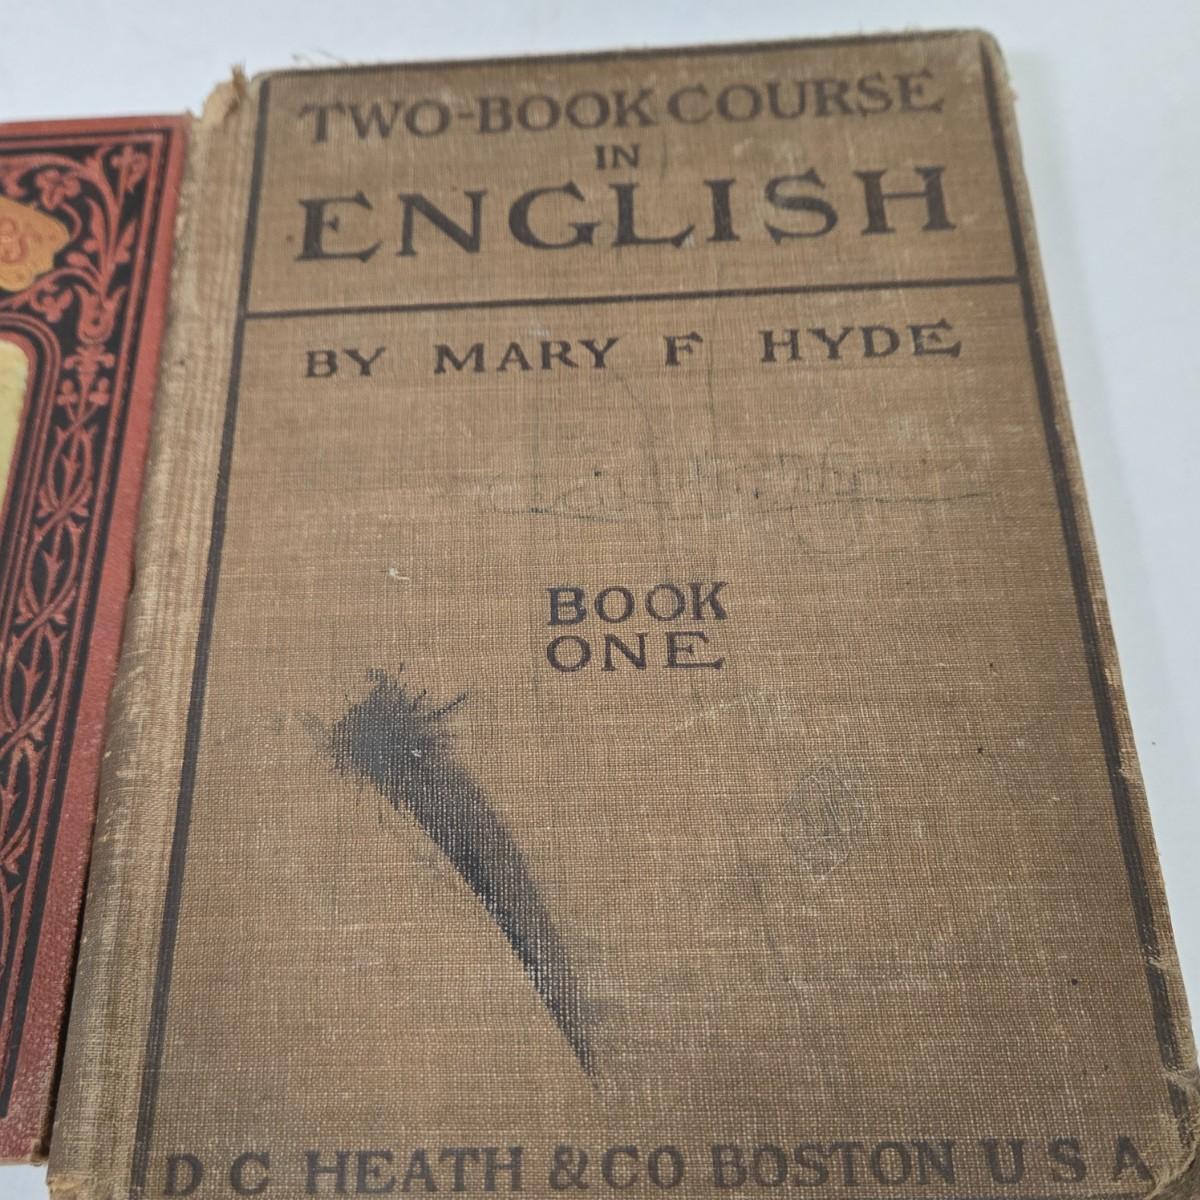 TWO-BOOK COURSE
IN
ENGLISH
BY MARY F HYDE
BOOK
ONE
D C HEATH & CO BOSTON U S A